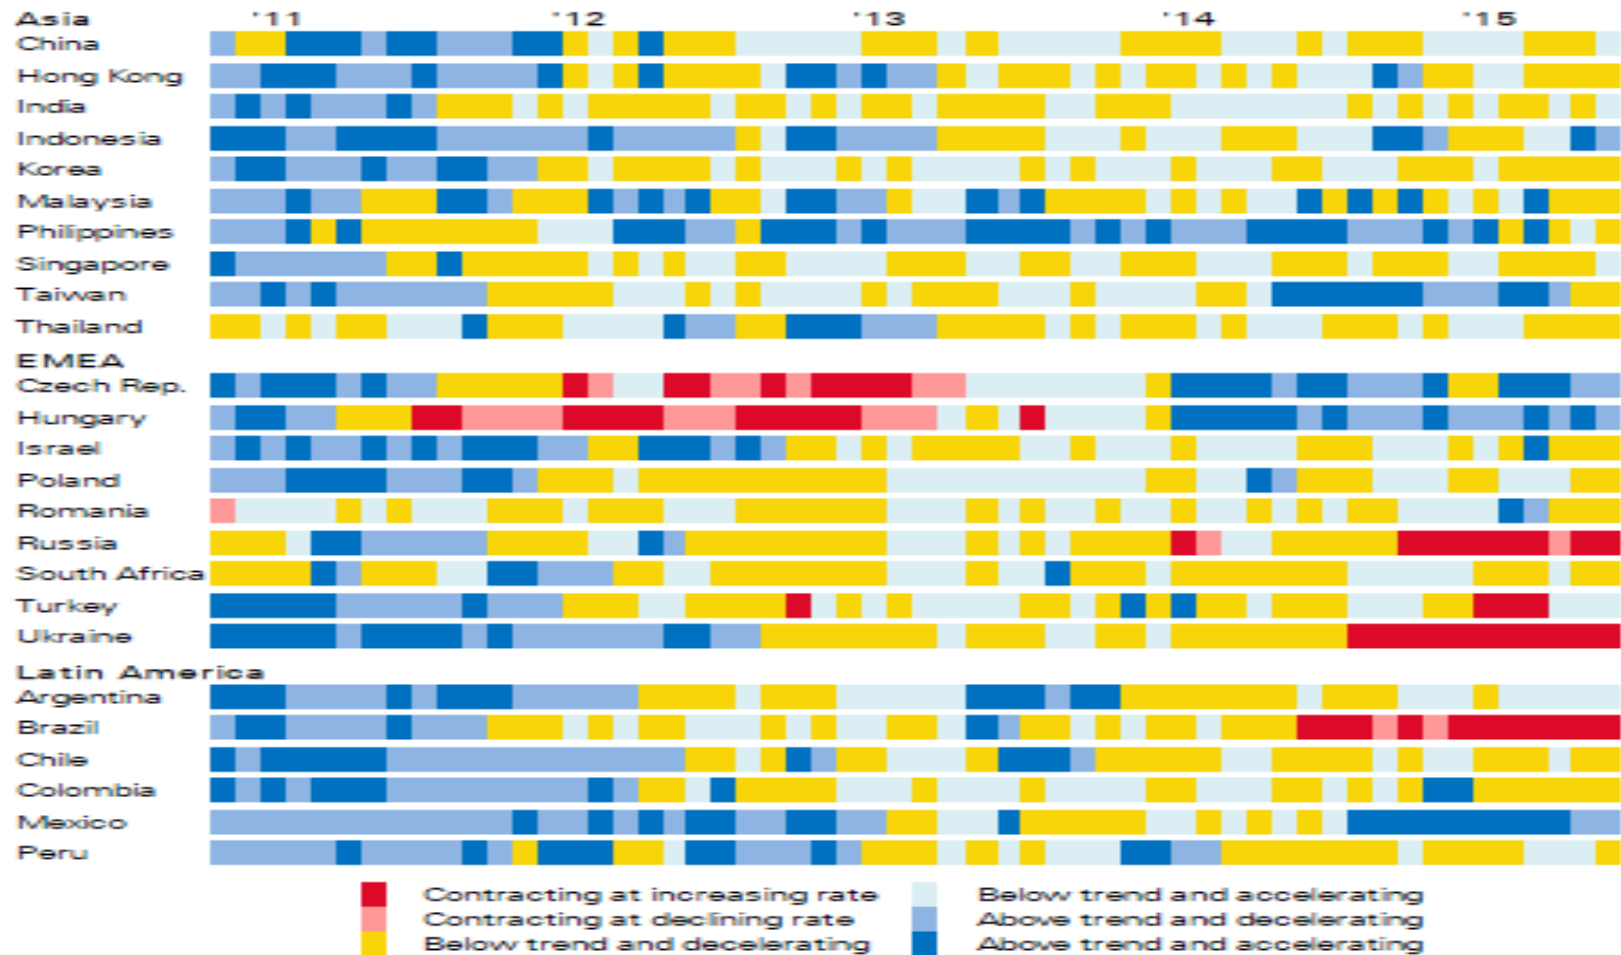 Asia '11 '12 '13 '14 '15
China
Hong Kong
India
Indonesia
Korea
Malaysia
Philippines
Singapore
Taiwan
Thailand
EMEA
Czech Rep.
Hungary
Israel
Poland
Romania
Russia
South Africa
Turkey
Ukraine
Latin America
Argentina
Brazil
Chile
Colombia
Mexico
Peru
Contracting at increasing rate Below trend and accelerating
Contracting at declining rate Above trend and decelerating
Below trend and decelerating Above trend and accelerating